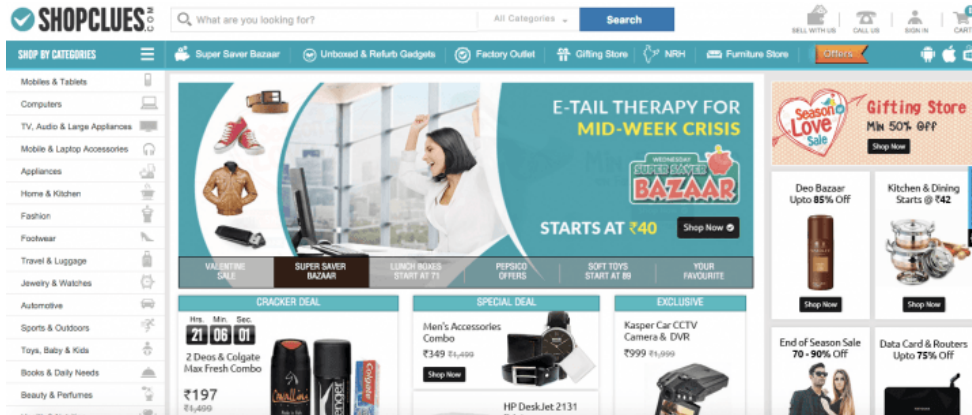 SHOPCLUES.COM
What are you looking for?
All Categories
Search
SELL WITH US
CALL US
SIGN IN
CART
SHOP BY CATEGORIES
Super Saver Bazaar
Unboxed & Refurb Gadgets
Factory Outlet
Gifting Store
NRH
Furniture Store
Offers
Mobiles & Tablets
Computers
TV, Audio & Large Appliances
Mobile & Laptop Accessories
Appliances
Home & Kitchen
Fashion
Footwear
Travel & Luggage
Jewelry & Watches
Automotive
Sports & Outdoors
Toys, Baby & Kids
Books & Daily Needs
Beauty & Perfumes
E-TAIL THERAPY FOR
MID-WEEK CRISIS
WEDNESDAY
SUPER SAVER
BAZAAR
STARTS AT ₹40
Shop Now
VALENTINE
SALE
SUPER SAVER
BAZAAR
LUNCH BOXES
START AT 71
PEPSICO
OFFERS
SOFT TOYS
START AT 89
YOUR
FAVOURITE
CRACKER DEAL
Hrs. Min. Sec.
21 06 01
2 Deos & Colgate
Max Fresh Combo
₹197
₹1,499
Colgate
SPECIAL DEAL
Men's Accessories
Combo
₹349 ₹1,499
Shop Now
HP DeskJet 2131
EXCLUSIVE
Kasper Car CCTV
Camera & DVR
₹999 ₹1,999
Season
of
Love
Sale
Gifting Store
Min 50% Off
Shop Now
Deo Bazaar
Upto 85% Off
Shop Now
Kitchen & Dining
Starts @ ₹42
Shop Now
End of Season Sale
70 - 90% Off
Data Card & Routers
Upto 75% Off